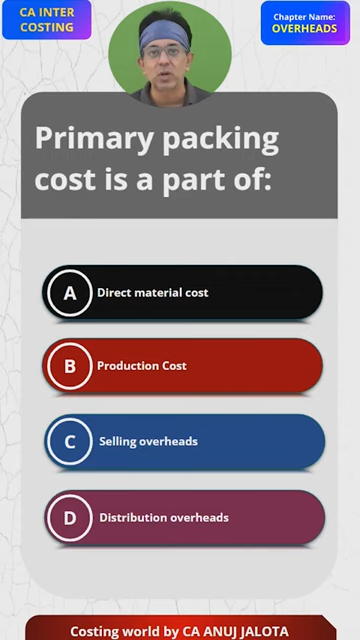 CA INTER
COSTING
Chapter Name:
OVERHEADS
Primary packing
cost is a part of:
A Direct material cost
B Production Cost
C Selling overheads
D Distribution overheads
Costing world by CA ANUJ JALOTA